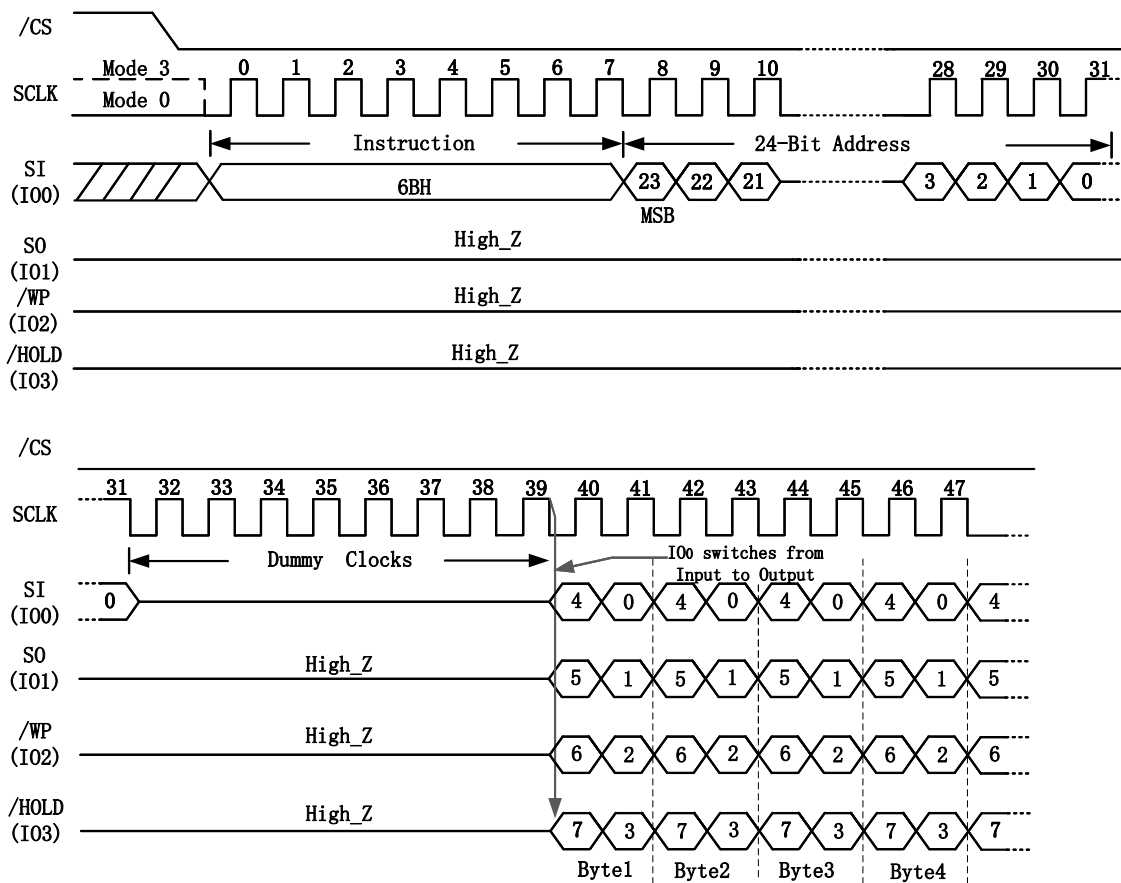 /CS
Mode 3 0 1 2 3 4 5 6 7 8 9 10 28 29 30 31
SCLK Mode 0
Instruction 24-Bit Address
SI
(IO0) 6BH 23 22 21 3 2 1 0
MSB
SO High_Z
(IO1)
/WP High_Z
(IO2)
/HOLD High_Z
(IO3)
/CS
31 32 33 34 35 36 37 38 39 40 41 42 43 44 45 46 47
SCLK
Dummy Clocks IO0 switches from
Input to Output
SI
(IO0) 0 4 0 4 0 4 0 4 0 4
SO High_Z
(IO1) 5 1 5 1 5 1 5 1 5
/WP High_Z
(IO2) 6 2 6 2 6 2 6 2 6
/HOLD High_Z
(IO3) 7 3 7 3 7 3 7 3 7
Byte1 Byte2 Byte3 Byte4